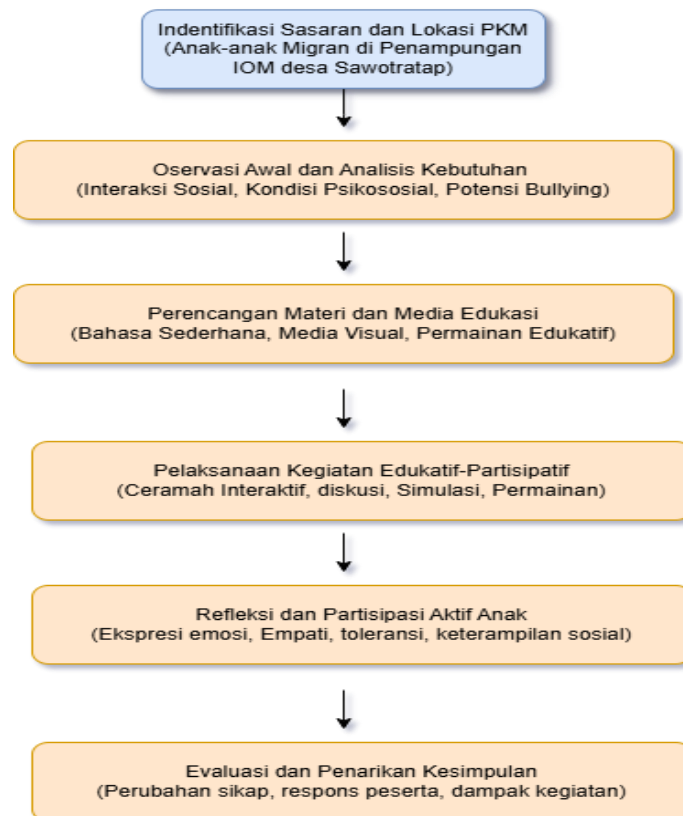 Indentifikasi Sasaran dan Lokasi PKM
(Anak-anak Migran di Penampungan
IOM desa Sawotratap)
Oservasi Awal dan Analisis Kebutuhan
(Interaksi Sosial, Kondisi Psikososial, Potensi Bullying)
Perencangan Materi dan Media Edukasi
(Bahasa Sederhana, Media Visual, Permainan Edukatif)
Pelaksanaan Kegiatan Edukatif-Partisipatif
(Ceramah Interaktif, diskusi, Simulasi, Permainan)
Refleksi dan Partisipasi Aktif Anak
(Ekspresi emosi, Empati, toleransi, keterampilan sosial)
Evaluasi dan Penarikan Kesimpulan
(Perubahan sikap, respons peserta, dampak kegiatan)